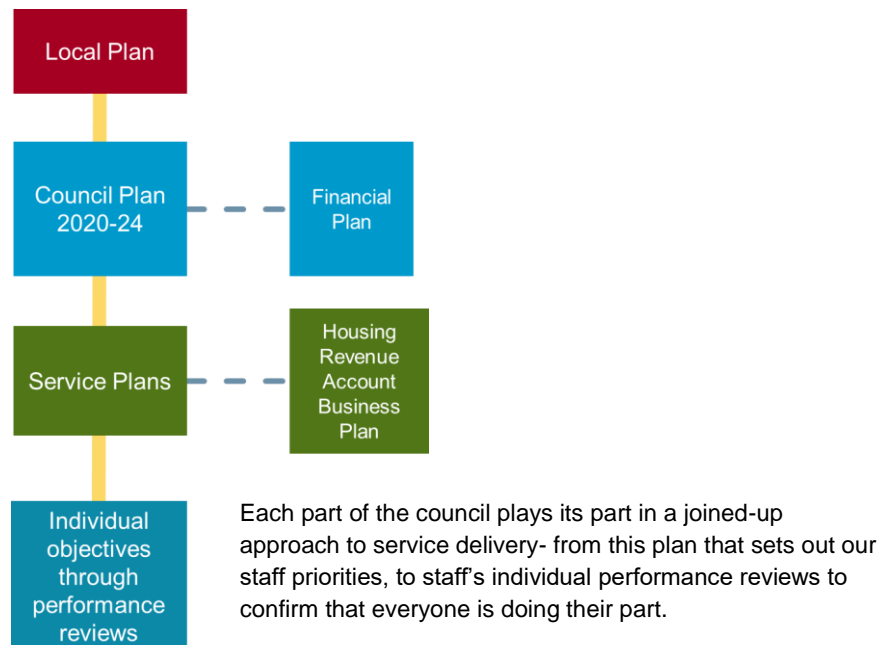 Local Plan
Council Plan
2020-24
Financial
Plan
Service Plans
Housing
Revenue
Account
Business
Plan
Individual
objectives
through
performance
reviews
Each part of the council plays its part in a joined-up
approach to service delivery- from this plan that sets out our
staff priorities, to staff’s individual performance reviews to
confirm that everyone is doing their part.